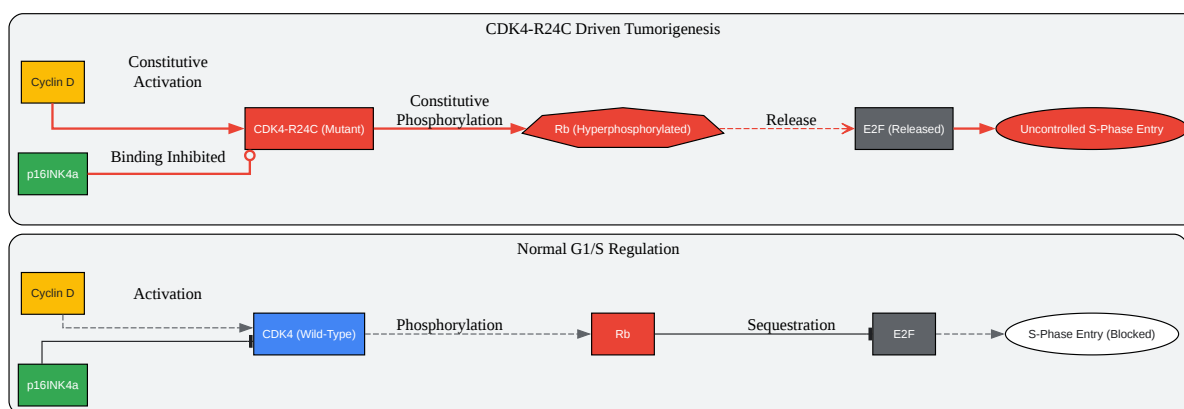 CDK4-R24C Driven Tumorigenesis
Cyclin D
Constitutive
Activation
CDK4-R24C (Mutant)
Constitutive
Phosphorylation
Rb (Hyperphosphorylated)
Release
E2F (Released)
Uncontrolled S-Phase Entry
Binding Inhibited
p16INK4a
Normal G1/S Regulation
Cyclin D
Activation
CDK4 (Wild-Type)
Phosphorylation
Rb
Sequestration
E2F
S-Phase Entry (Blocked)
p16INK4a